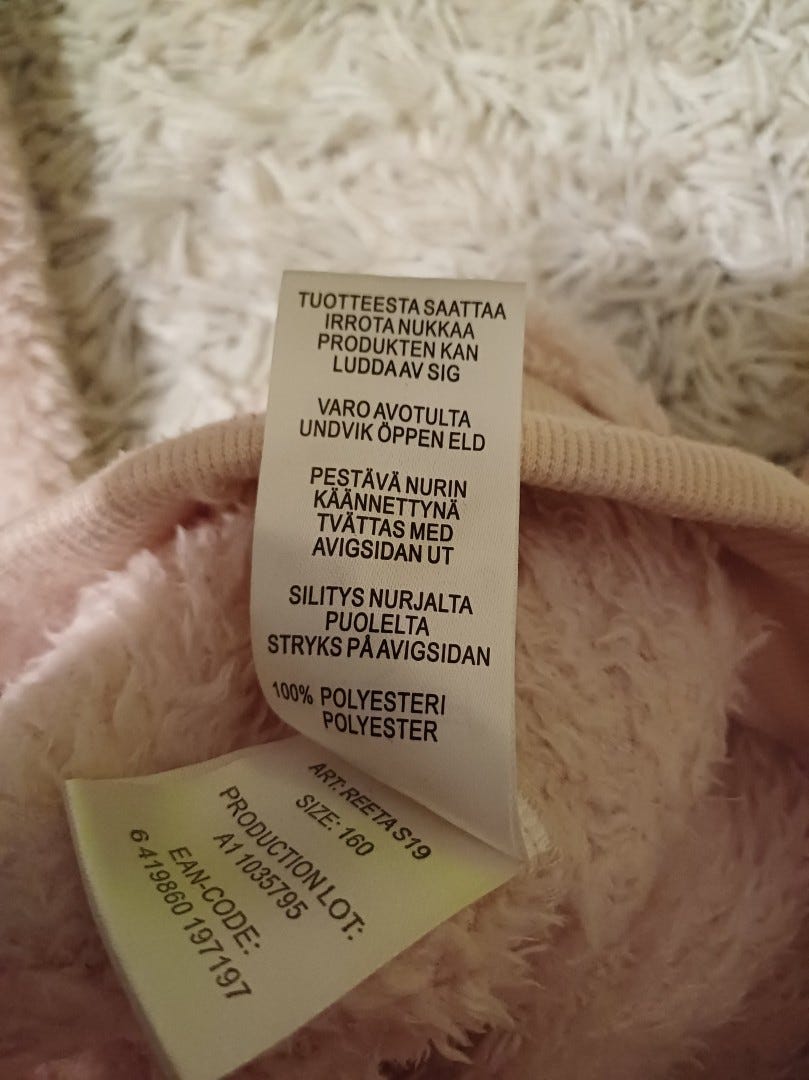 TUOTTEESTA SAATTAA
IRROTA NUKKAA
PRODUKTEN KAN
LUDDA AV SIG
VARO AVOTULTA
UNDVIK ÖPPEN ELD
PESTÄVÄ NURIN
KÄÄNNETTYNÄ
TVÄTTAS MED
AVIGSIDAN UT
SILITYS NURJALTA
PUOLELTA
STRYKS PÅ AVIGSIDAN
100% POLYESTERI
POLYESTER
ART: REETA S19
SIZE: 160
PRODUCTION LOT:
A1 1035795
EAN-CODE:
6 419860 197197